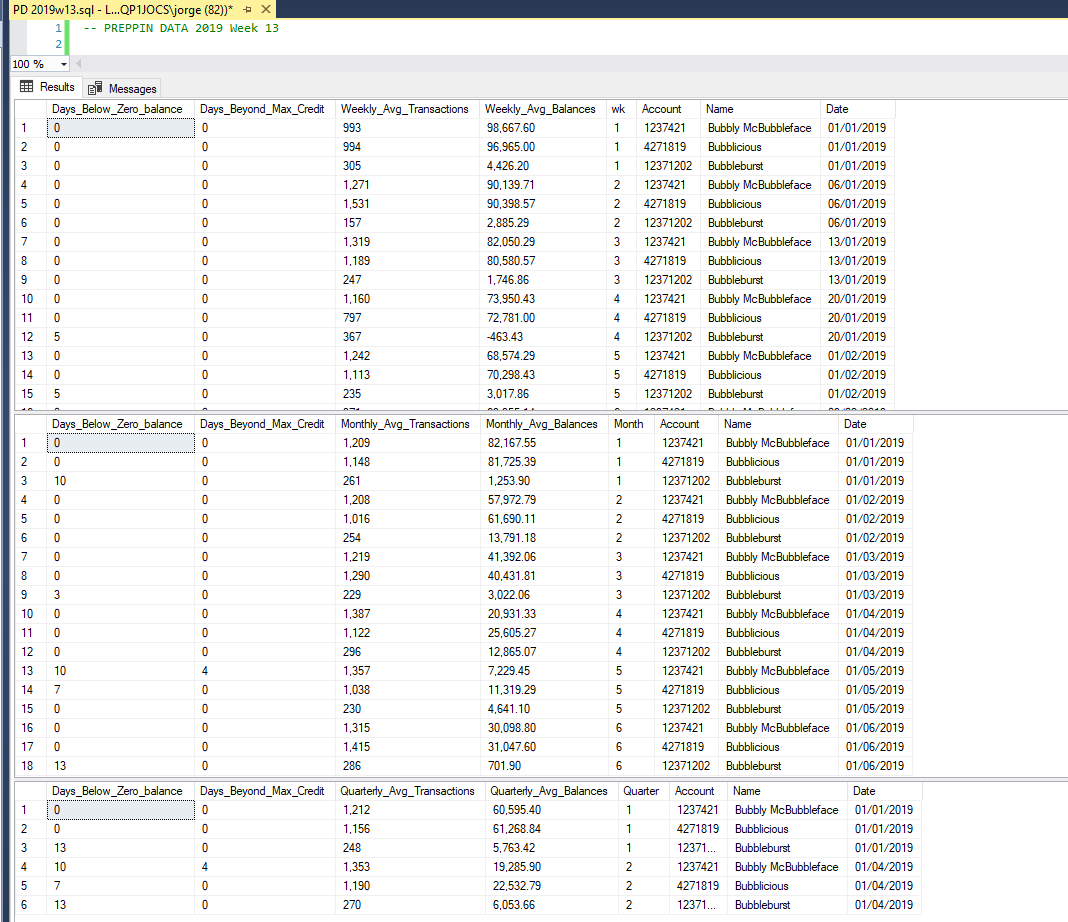 PD 2019w13.sql - L...QP1JOCS\jorge (82))*
1 -- PREPPIN DATA 2019 Week 13
2
100 %
Results Messages
Days_Below_Zero_balance Days_Beyond_Max_Credit Weekly_Avg_Transactions Weekly_Avg_Balances wk Account Name Date
1 0 0 993 98,667.60 1 1237421 Bubbly McBubbleface 01/01/2019
2 0 0 994 96,965.00 1 4271819 Bubblicious 01/01/2019
3 0 0 305 4,426.20 1 12371202 Bubbleburst 01/01/2019
4 0 0 1,271 90,139.71 2 1237421 Bubbly McBubbleface 06/01/2019
5 0 0 1,531 90,398.57 2 4271819 Bubblicious 06/01/2019
6 0 0 157 2,885.29 2 12371202 Bubbleburst 06/01/2019
7 0 0 1,319 82,050.29 3 1237421 Bubbly McBubbleface 13/01/2019
8 0 0 1,189 80,580.57 3 4271819 Bubblicious 13/01/2019
9 0 0 247 1,746.86 3 12371202 Bubbleburst 13/01/2019
10 0 0 1,160 73,950.43 4 1237421 Bubbly McBubbleface 20/01/2019
11 0 0 797 72,781.00 4 4271819 Bubblicious 20/01/2019
12 5 0 367 -463.43 4 12371202 Bubbleburst 20/01/2019
13 0 0 1,242 68,574.29 5 1237421 Bubbly McBubbleface 01/02/2019
14 0 0 1,113 70,298.43 5 4271819 Bubblicious 01/02/2019
15 5 0 235 3,017.86 5 12371202 Bubbleburst 01/02/2019
Days_Below_Zero_balance Days_Beyond_Max_Credit Monthly_Avg_Transactions Monthly_Avg_Balances Month Account Name Date
1 0 0 1,209 82,167.55 1 1237421 Bubbly McBubbleface 01/01/2019
2 0 0 1,148 81,725.39 1 4271819 Bubblicious 01/01/2019
3 10 0 261 1,253.90 1 12371202 Bubbleburst 01/01/2019
4 0 0 1,208 57,972.79 2 1237421 Bubbly McBubbleface 01/02/2019
5 0 0 1,016 61,690.11 2 4271819 Bubblicious 01/02/2019
6 0 0 254 13,791.18 2 12371202 Bubbleburst 01/02/2019
7 0 0 1,219 41,392.06 3 1237421 Bubbly McBubbleface 01/03/2019
8 0 0 1,290 40,431.81 3 4271819 Bubblicious 01/03/2019
9 3 0 229 3,022.06 3 12371202 Bubbleburst 01/03/2019
10 0 0 1,387 20,931.33 4 1237421 Bubbly McBubbleface 01/04/2019
11 0 0 1,122 25,605.27 4 4271819 Bubblicious 01/04/2019
12 0 0 296 12,865.07 4 12371202 Bubbleburst 01/04/2019
13 10 4 1,357 7,229.45 5 1237421 Bubbly McBubbleface 01/05/2019
14 7 0 1,038 11,319.29 5 4271819 Bubblicious 01/05/2019
15 0 0 230 4,641.10 5 12371202 Bubbleburst 01/05/2019
16 0 0 1,315 30,098.80 6 1237421 Bubbly McBubbleface 01/06/2019
17 0 0 1,415 31,047.60 6 4271819 Bubblicious 01/06/2019
18 13 0 286 701.90 6 12371202 Bubbleburst 01/06/2019
Days_Below_Zero_balance Days_Beyond_Max_Credit Quarterly_Avg_Transactions Quarterly_Avg_Balances Quarter Account Name Date
1 0 0 1,212 60,595.40 1 1237421 Bubbly McBubbleface 01/01/2019
2 0 0 1,156 61,268.84 1 4271819 Bubblicious 01/01/2019
3 13 0 248 5,763.42 1 12371... Bubbleburst 01/01/2019
4 10 4 1,353 19,285.90 2 1237421 Bubbly McBubbleface 01/04/2019
5 7 0 1,190 22,532.79 2 4271819 Bubblicious 01/04/2019
6 13 0 270 6,053.66 2 12371... Bubbleburst 01/04/2019